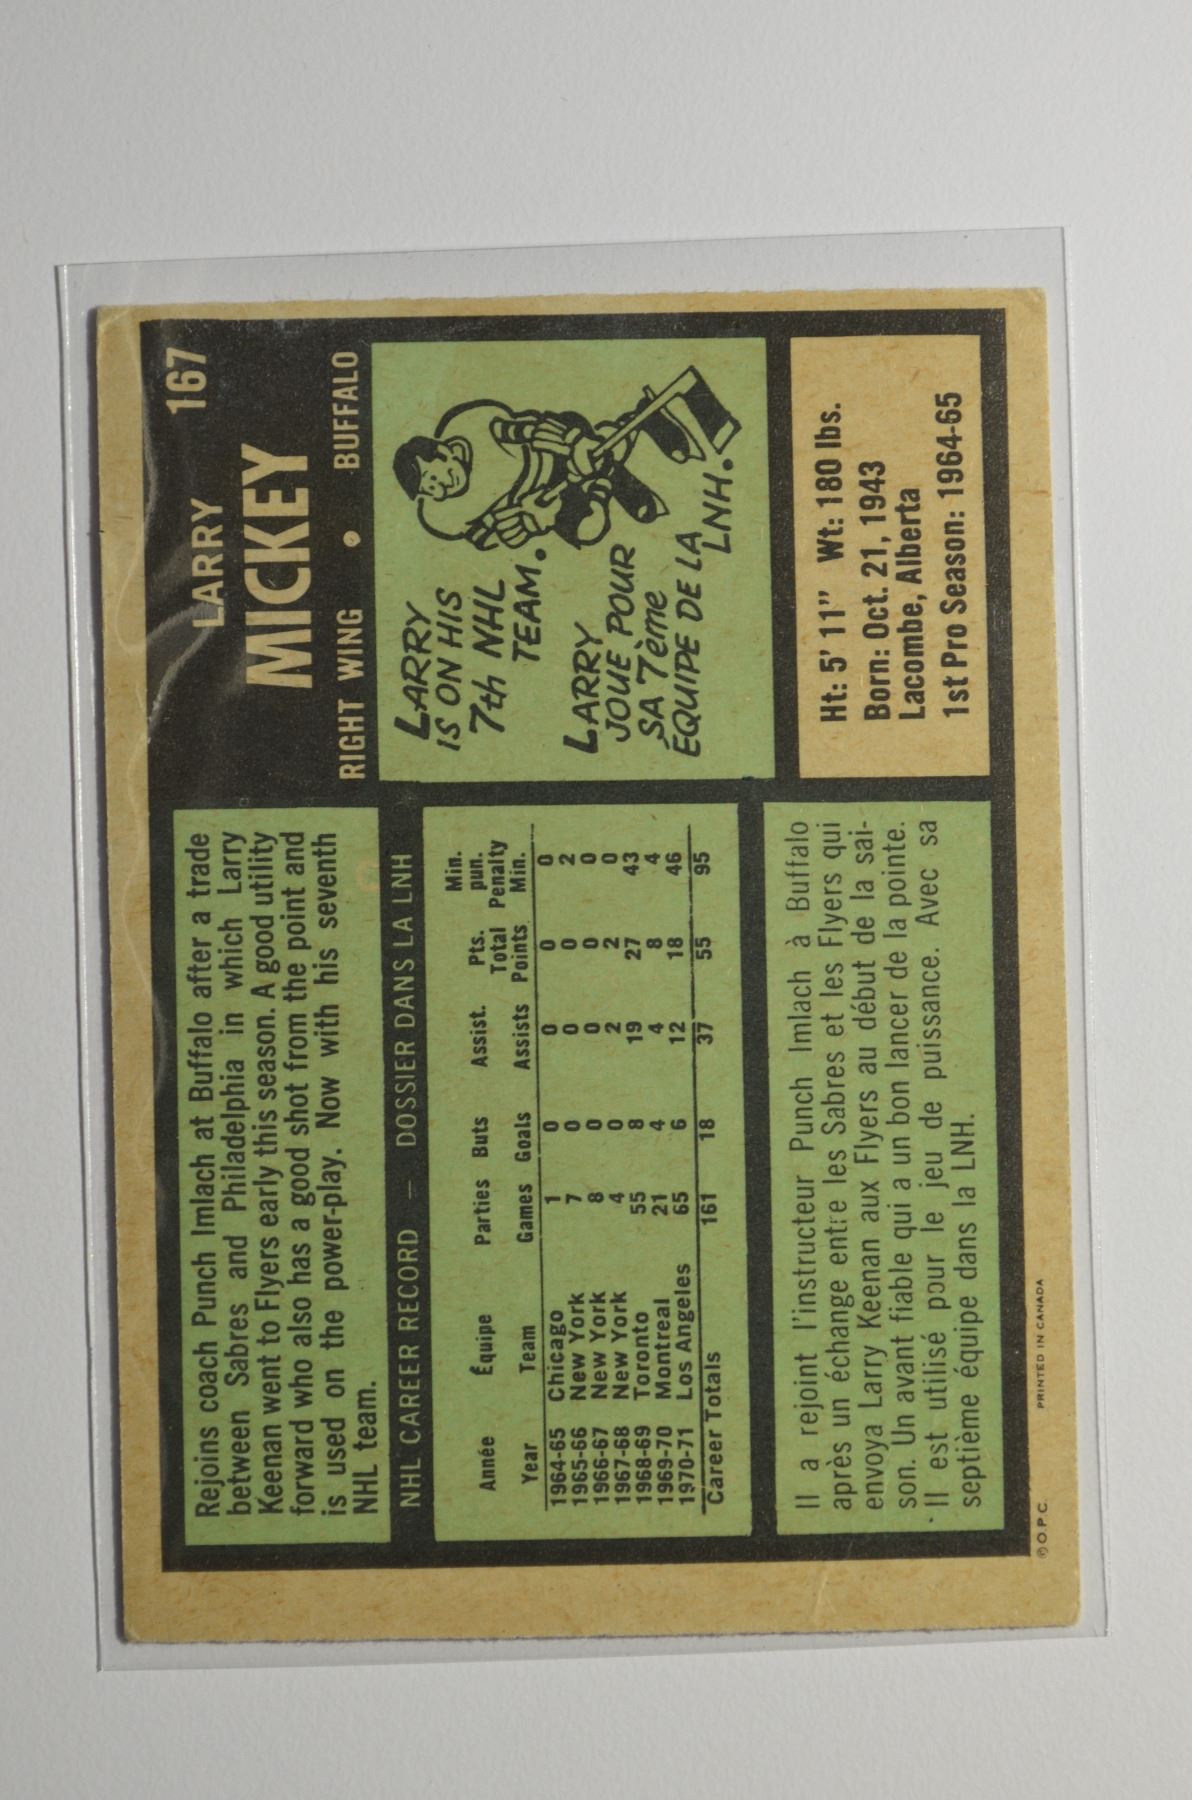 Rejoins coach Punch Imlach at Buffalo after a trade
between Sabres and Philadelphia in which Larry
Keenan went to Flyers early this season. A good utility
forward who also has a good shot from the point and
is used on the power-play. Now with his seventh
NHL team.
LARRY 167
MICKEY
RIGHT WING • BUFFALO
NHL CAREER RECORD — DOSSIER DANS LA LNH
Année Équipe Parties Buts Assist. Pts. Total Min. pun.
Year Team Games Goals Assists Points Penalty Min.
1964-65 Chicago 1 0 0 0 0
1965-66 New York 7 0 0 0 2
1966-67 New York 8 0 0 0 0
1967-68 New York 4 0 2 2 0
1968-69 Toronto 55 8 19 27 43
1969-70 Montreal 21 4 4 8 4
1970-71 Los Angeles 65 6 12 18 46
Career Totals 161 18 37 55 95
LARRY
IS ON HIS
7th NHL
TEAM.
LARRY
JOUE POUR
SA 7ème
ÉQUIPE DE LA
LNH.
Il a rejoint l'instructeur Punch Imlach à Buffalo
après un échange entre les Sabres et les Flyers qui
envoya Larry Keenan aux Flyers au début de la sai-
son. Un avant fiable qui a un bon lancer de la pointe.
Il est utilisé pour le jeu de puissance. Avec sa
septième équipe dans la LNH.
Ht: 5' 11" Wt: 180 lbs.
Born: Oct. 21, 1943
Lacombe, Alberta
1st Pro Season: 1964-65
© O.P.C. PRINTED IN CANADA